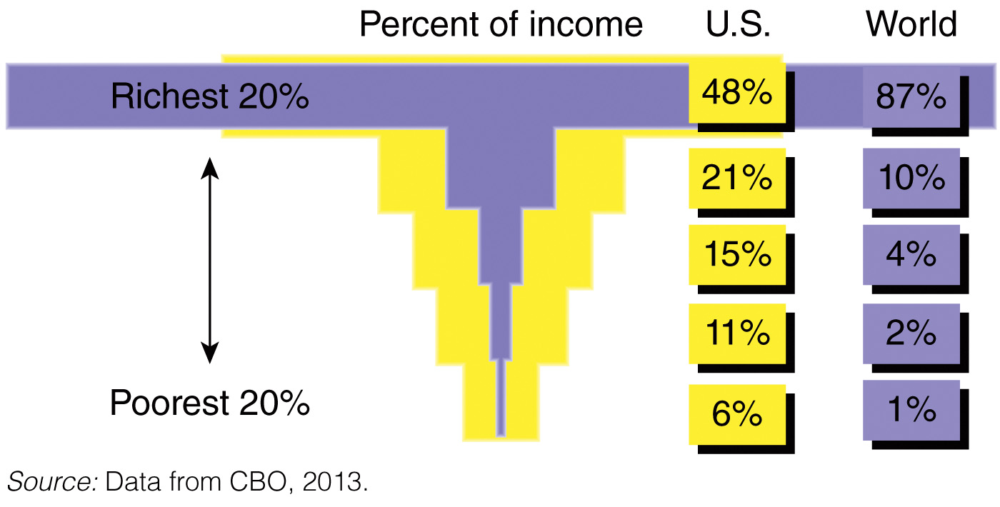 Percent of income U.S. World
Richest 20% 48% 87%
21% 10%
15% 4%
11% 2%
Poorest 20% 6% 1%
Source: Data from CBO, 2013.